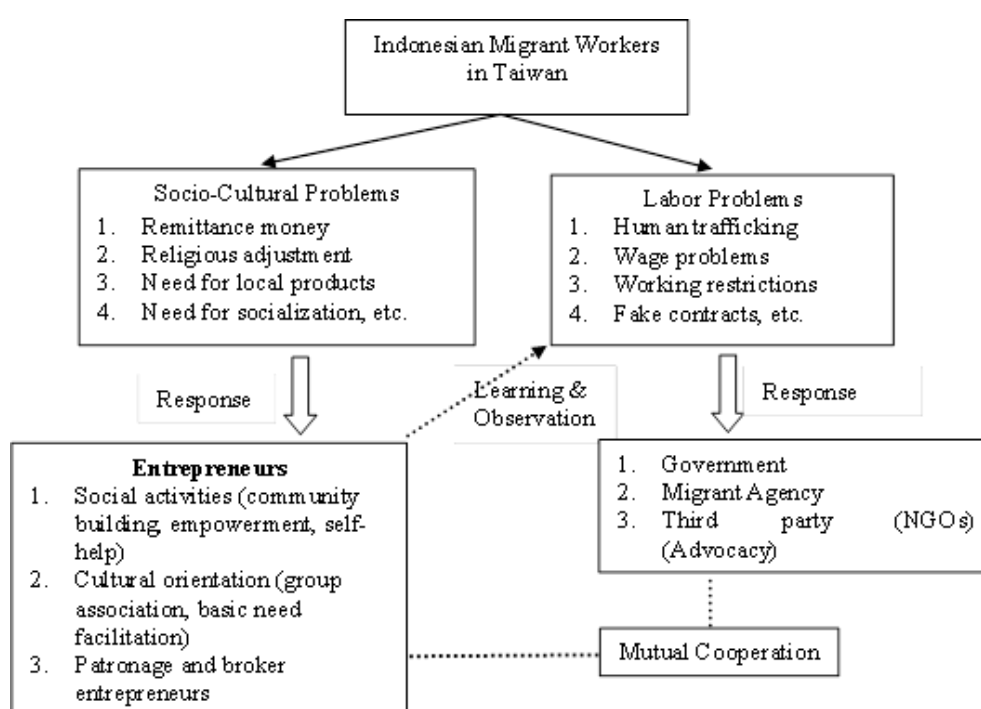 Indonesian Migrant Workers
in Taiwan
Socio-Cultural Problems
1. Remittance money
2. Religious adjustment
3. Need for local products
4. Need for socialization, etc.
Labor Problems
1. Human trafficking
2. Wage problems
3. Working restrictions
4. Fake contracts, etc.
Response
Learning &
Observation
Response
Entrepreneurs
1. Social activities (community
building, empowerment, self-
help)
2. Cultural orientation (group
association, basic need
facilitation)
3. Patronage and broker
entrepreneurs
1. Government
2. Migrant Agency
3. Third party (NGOs)
(Advocacy)
Mutual Cooperation